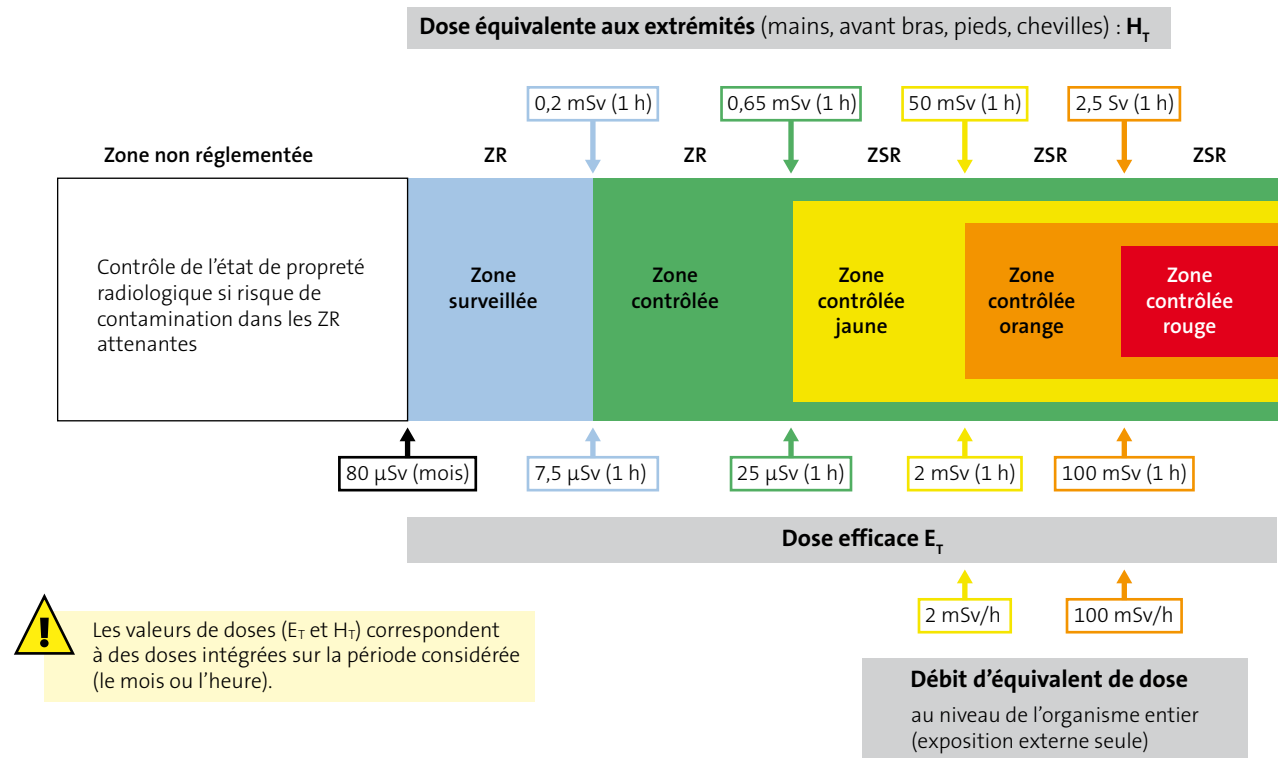 Dose équivalente aux extrémités (mains, avant bras, pieds, chevilles) : H_T
0,2 mSv (1 h)
0,65 mSv (1 h)
50 mSv (1 h)
2,5 Sv (1 h)
Zone non réglementée
ZR
ZR
ZSR
ZSR
ZSR
Contrôle de l’état de propreté
radiologique si risque de
contamination dans les ZR
attenantes
Zone
surveillée
Zone
contrôlée
Zone
contrôlée
jaune
Zone
contrôlée
orange
Zone
contrôlée
rouge
80 µSv (mois)
7,5 µSv (1 h)
25 µSv (1 h)
2 mSv (1 h)
100 mSv (1 h)
Dose efficace E_T
2 mSv/h
100 mSv/h
!
Les valeurs de doses (E_T et H_T) correspondent
à des doses intégrées sur la période considérée
(le mois ou l’heure).
Débit d’équivalent de dose
au niveau de l’organisme entier
(exposition externe seule)